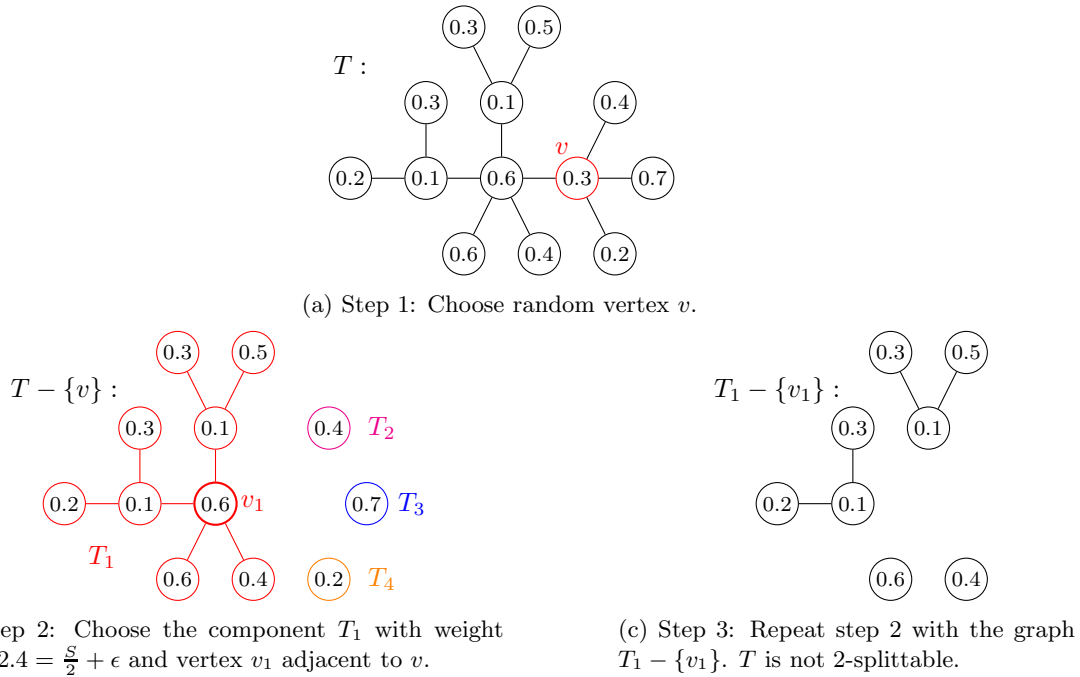 0.3 0.5
T :
0.3 0.1 0.4
v
0.2 0.1 0.6 0.3 0.7
0.6 0.4 0.2
(a) Step 1: Choose random vertex v.
0.3 0.5 0.3 0.5
T − {v} : T₁ − {v₁} :
0.3 0.1 0.4 T₂ 0.3 0.1
0.2 0.1 0.6 v₁ 0.7 T₃ 0.2 0.1
T₁
0.6 0.4 0.2 T₄ 0.6 0.4
ep 2: Choose the component T₁ with weight
2.4 = S/2 + ϵ and vertex v₁ adjacent to v.
(c) Step 3: Repeat step 2 with the graph
T₁ − {v₁}. T is not 2-splittable.